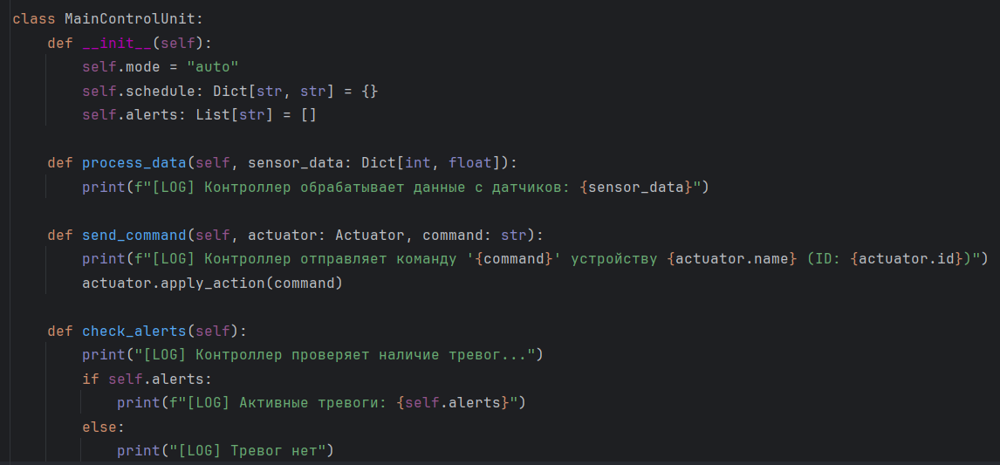 class MainControlUnit:
    def __init__(self):
        self.mode = "auto"
        self.schedule: Dict[str, str] = {}
        self.alerts: List[str] = []

    def process_data(self, sensor_data: Dict[int, float]):
        print(f"[LOG] Контроллер обрабатывает данные с датчиков: {sensor_data}")

    def send_command(self, actuator: Actuator, command: str):
        print(f"[LOG] Контроллер отправляет команду '{command}' устройству {actuator.name} (ID: {actuator.id})")
        actuator.apply_action(command)

    def check_alerts(self):
        print("[LOG] Контроллер проверяет наличие тревог...")
        if self.alerts:
            print(f"[LOG] Активные тревоги: {self.alerts}")
        else:
            print("[LOG] Тревог нет")